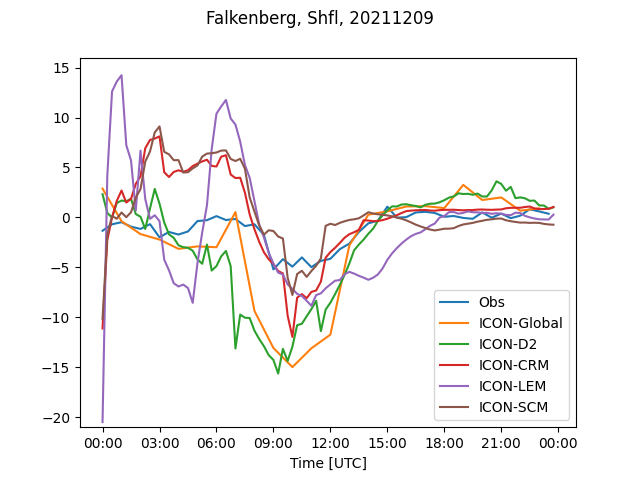 Falkenberg, Shfl, 20211209
15
10
5
0
−5
−10
−15
−20
00:00 03:00 06:00 09:00 12:00 15:00 18:00 21:00 00:00
Time [UTC]
Obs
ICON-Global
ICON-D2
ICON-CRM
ICON-LEM
ICON-SCM